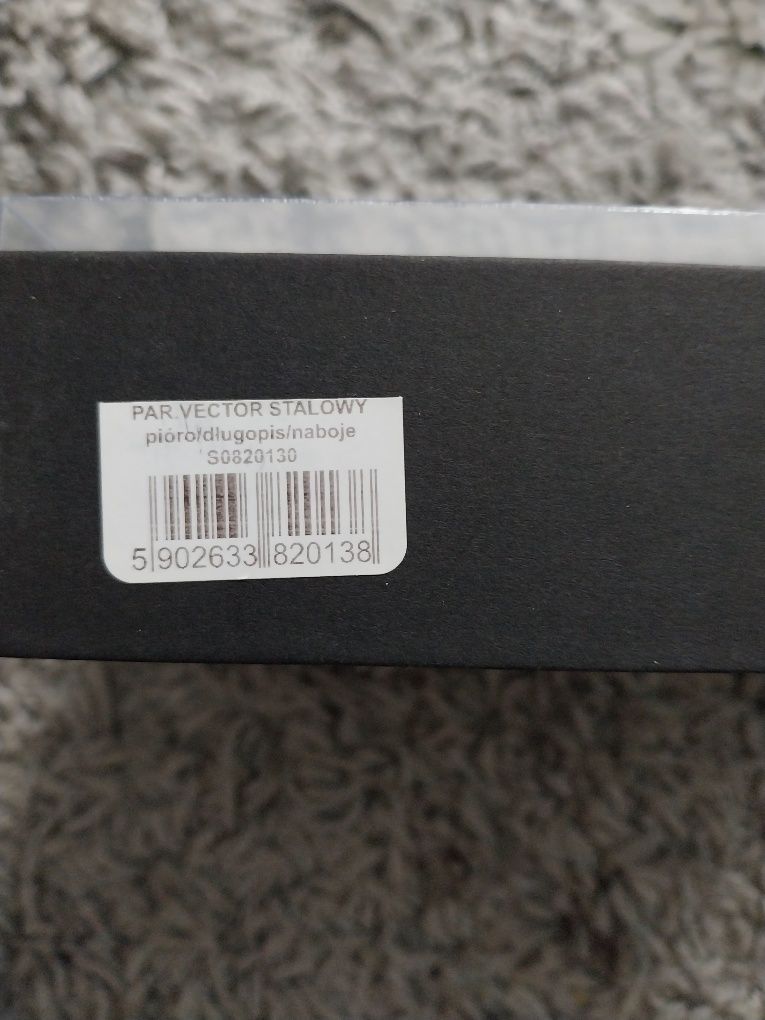 PAR.VECTOR STALOWY
pióro/długopis/naboje
S0820130
5 902633 820138